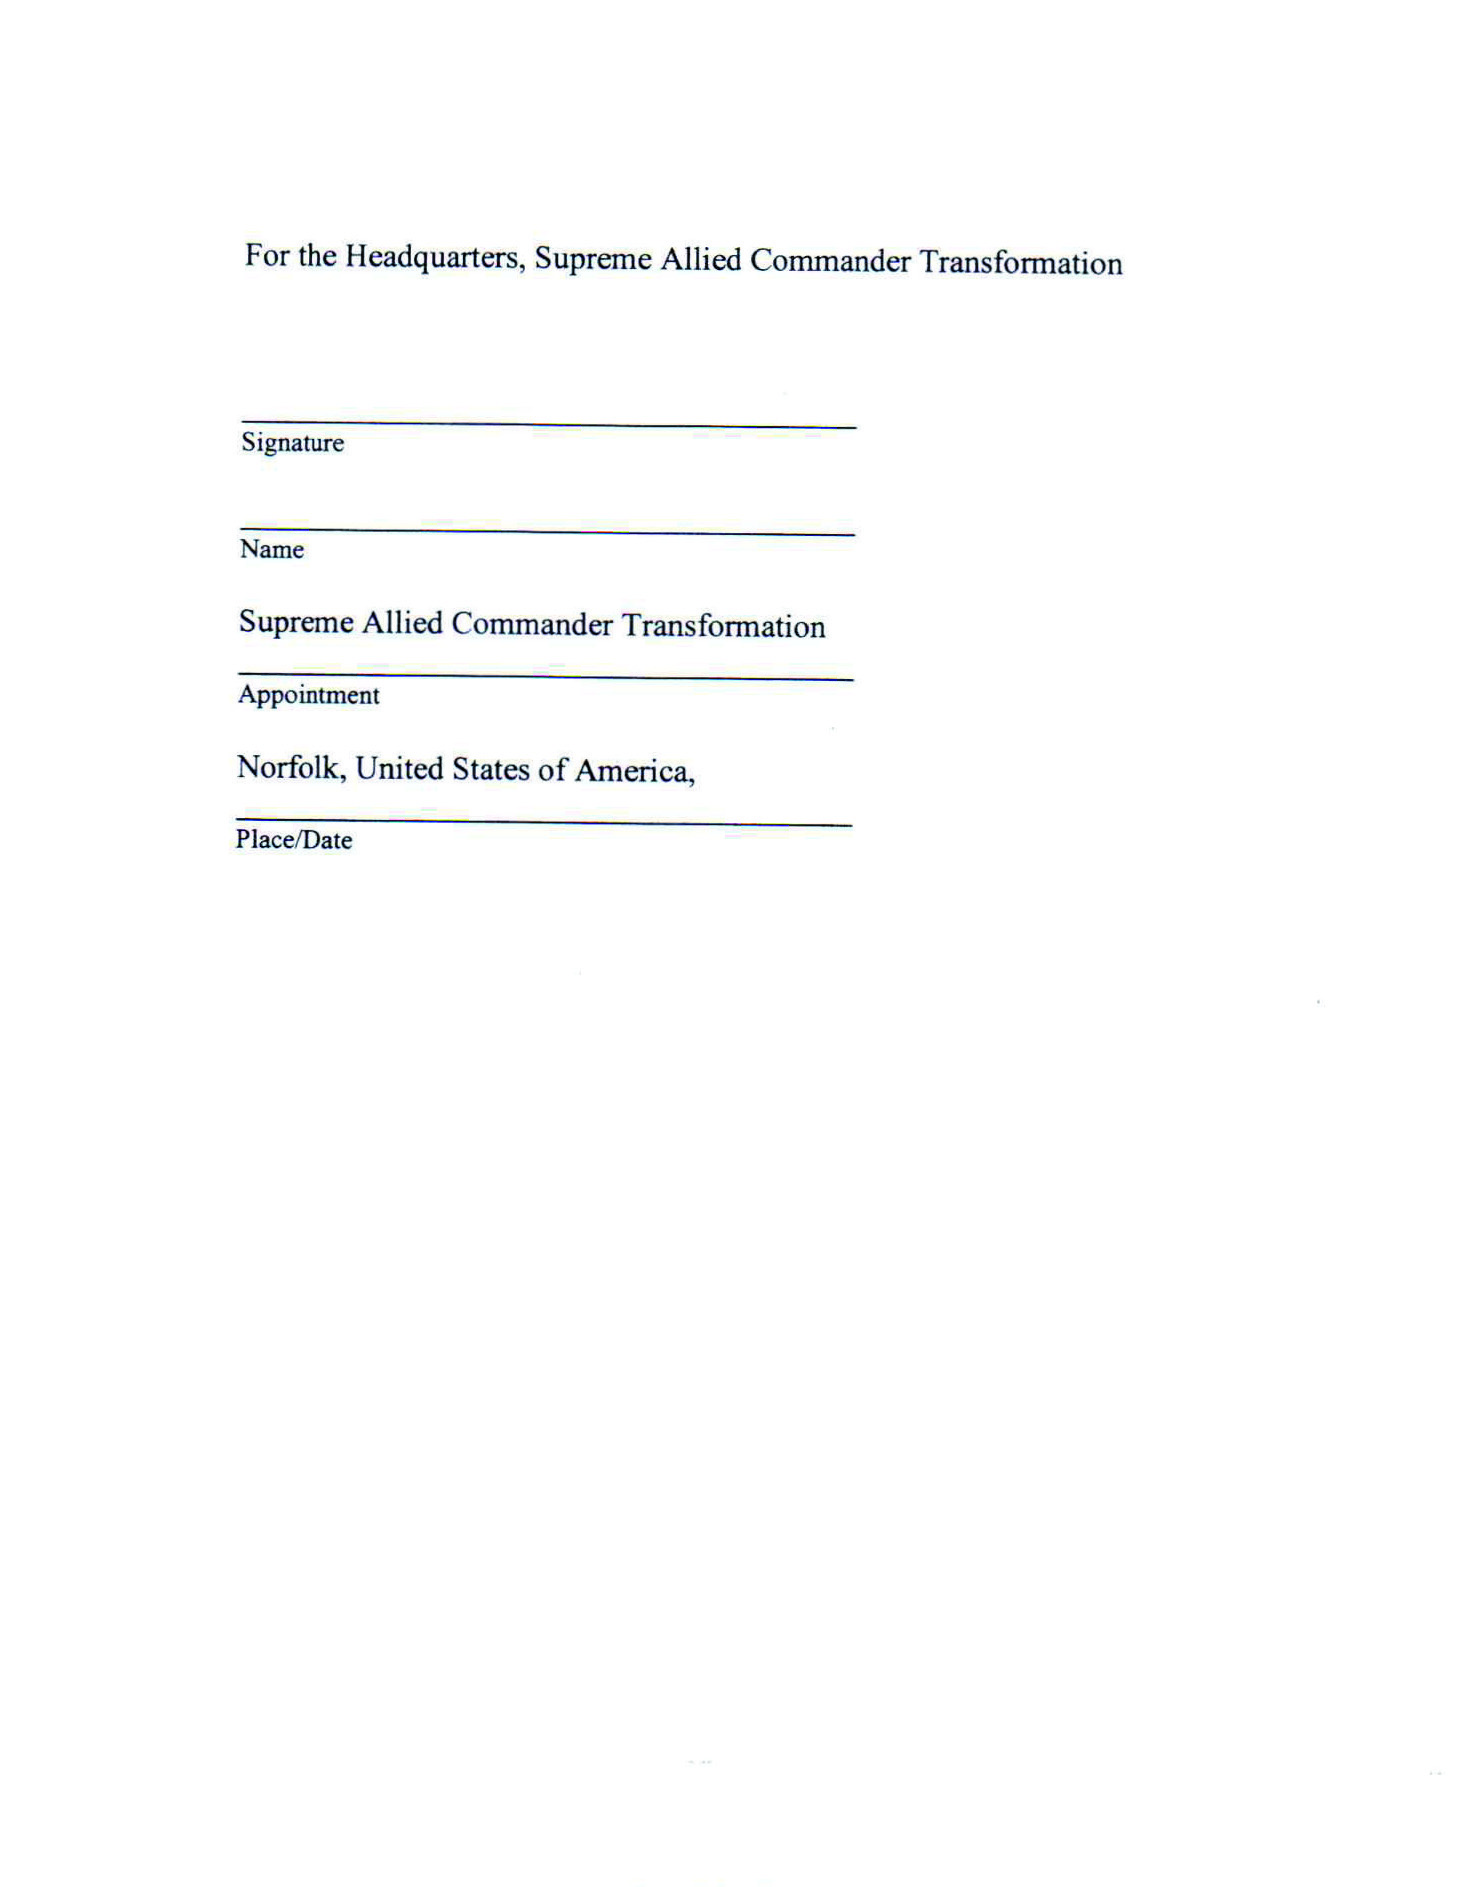 For the Headquarters, Supreme Allied Commander Transformation
Signature
Name
Supreme Allied Commander Transformation
Appointment
Norfolk, United States of America,
Place/Date